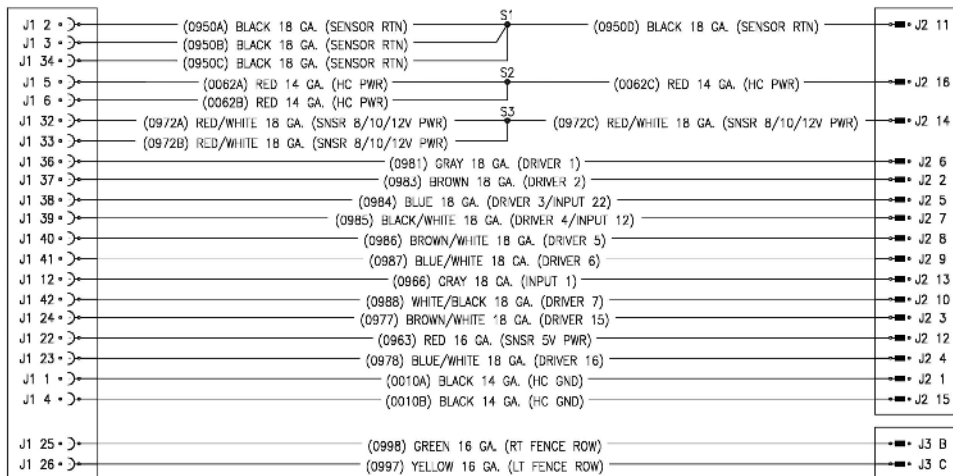 J1 2 (0950A) BLACK 18 GA. (SENSOR RTN) S1 (0950D) BLACK 18 GA. (SENSOR RTN) J2 11
J1 3 (0950B) BLACK 18 GA. (SENSOR RTN)
J1 34 (0950C) BLACK 18 GA. (SENSOR RTN)
J1 5 (0062A) RED 14 GA. (HC PWR) S2 (0062C) RED 14 GA. (HC PWR) J2 16
J1 6 (0062B) RED 14 GA. (HC PWR)
J1 32 (0972A) RED/WHITE 18 GA. (SNSR 8/10/12V PWR) S3 (0972C) RED/WHITE 18 GA. (SNSR 8/10/12V PWR) J2 14
J1 33 (0972B) RED/WHITE 18 GA. (SNSR 8/10/12V PWR)
J1 36 (0981) GRAY 18 GA. (DRIVER 1) J2 6
J1 37 (0983) BROWN 18 GA. (DRIVER 2) J2 2
J1 38 (0984) BLUE 18 GA. (DRIVER 3/INPUT 22) J2 5
J1 39 (0985) BLACK/WHITE 18 GA. (DRIVER 4/INPUT 12) J2 7
J1 40 (0986) BROWN/WHITE 18 GA. (DRIVER 5) J2 8
J1 41 (0987) BLUE/WHITE 18 GA. (DRIVER 6) J2 9
J1 12 (0966) GRAY 18 GA. (INPUT 1) J2 13
J1 42 (0988) WHITE/BLACK 18 GA. (DRIVER 7) J2 10
J1 24 (0977) BROWN/WHITE 18 GA. (DRIVER 15) J2 3
J1 22 (0963) RED 16 GA. (SNSR 5V PWR) J2 12
J1 23 (0978) BLUE/WHITE 18 GA. (DRIVER 16) J2 4
J1 1 (0010A) BLACK 14 GA. (HC GND) J2 1
J1 4 (0010B) BLACK 14 GA. (HC GND) J2 15
J1 25 (0998) GREEN 16 GA. (RT FENCE ROW) J3 B
J1 26 (0997) YELLOW 16 GA. (LT FENCE ROW) J3 C